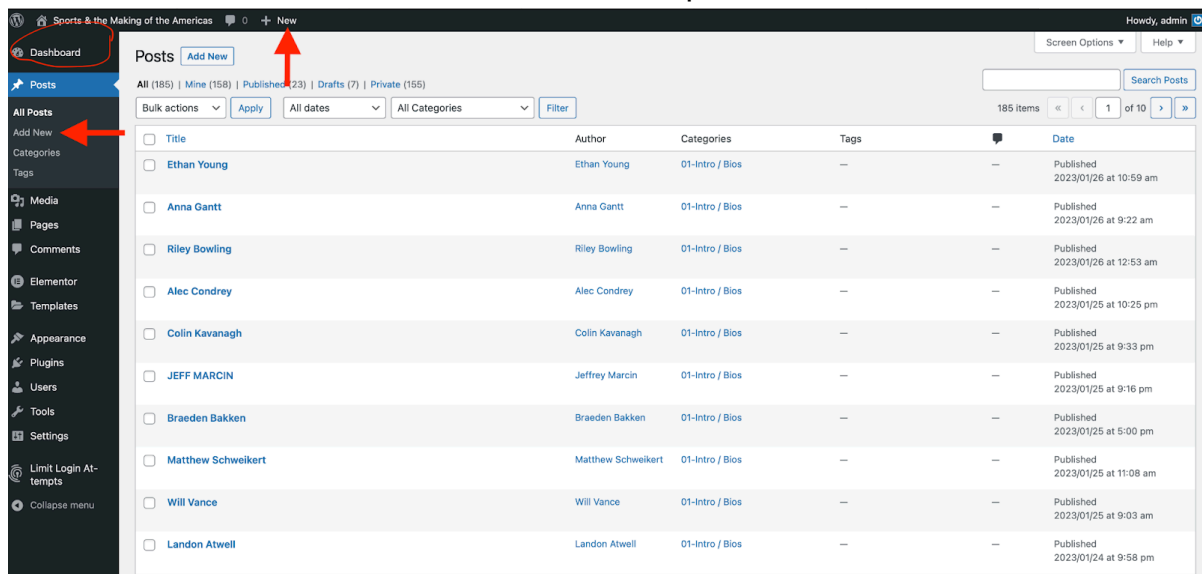 Sports & the Making of the Americas 0 + New Howdy, admin
Dashboard
Posts
All Posts
Add New
Categories
Tags
Media
Pages
Comments
Elementor
Templates
Appearance
Plugins
Users
Tools
Settings
Limit Login At-
tempts
Collapse menu
Screen Options ▼ Help ▼
Posts Add New
All (185) | Mine (158) | Published (23) | Drafts (7) | Private (155)
Search Posts
Bulk actions Apply All dates All Categories Filter 185 items « ‹ 1 of 10 › »
Title Author Categories Tags Date
Ethan Young Ethan Young 01-Intro / Bios — — Published
2023/01/26 at 10:59 am
Anna Gantt Anna Gantt 01-Intro / Bios — — Published
2023/01/26 at 9:22 am
Riley Bowling Riley Bowling 01-Intro / Bios — — Published
2023/01/26 at 12:53 am
Alec Condrey Alec Condrey 01-Intro / Bios — — Published
2023/01/25 at 10:25 pm
Colin Kavanagh Colin Kavanagh 01-Intro / Bios — — Published
2023/01/25 at 9:33 pm
JEFF MARCIN Jeffrey Marcin 01-Intro / Bios — — Published
2023/01/25 at 9:16 pm
Braeden Bakken Braeden Bakken 01-Intro / Bios — — Published
2023/01/25 at 5:00 pm
Matthew Schweikert Matthew Schweikert 01-Intro / Bios — — Published
2023/01/25 at 11:08 am
Will Vance Will Vance 01-Intro / Bios — — Published
2023/01/25 at 9:03 am
Landon Atwell Landon Atwell 01-Intro / Bios — — Published
2023/01/24 at 9:58 pm